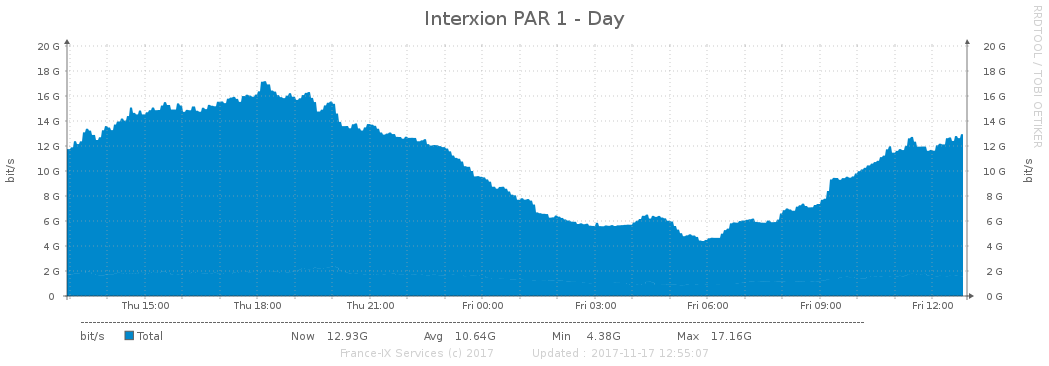 Interxion PAR 1 - Day
RRDTOOL / TOBI OETIKER
bit/s
20 G 20 G
18 G 18 G
16 G 16 G
14 G 14 G
12 G 12 G
10 G 10 G
8 G 8 G
6 G 6 G
4 G 4 G
2 G 2 G
0 0 G
bit/s
Thu 15:00 Thu 18:00 Thu 21:00 Fri 00:00 Fri 03:00 Fri 06:00 Fri 09:00 Fri 12:00
bit/s Total Now 12.93G Avg 10.64G Min 4.38G Max 17.16G
France-IX Services (c) 2017 Updated : 2017-11-17 12:55:07